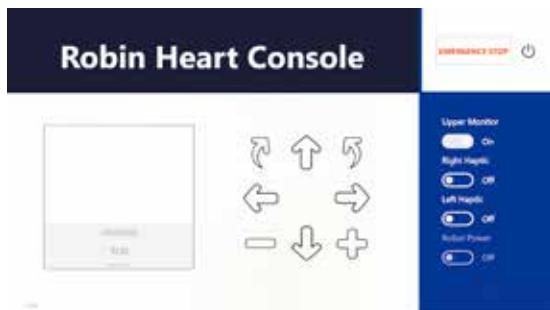 Robin Heart Console
EMERGENCY STOP
Upper Monitor
On
Right Haptic
Off
Left Haptic
Off
Robot Power
Off